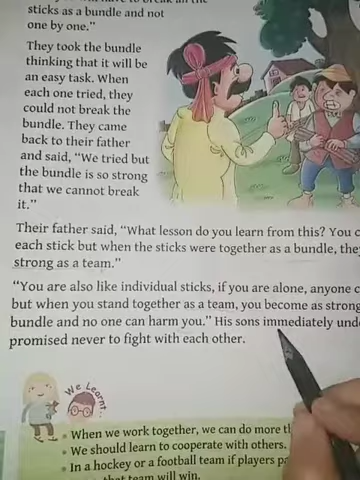 sticks as a bundle and not
one by one."
They took the bundle
thinking that it will be
an easy task. When
each one tried, they
could not break the
bundle. They came
back to their father
and said, "We tried but
the bundle is so strong
that we cannot break
it."
Their father said, "What lesson do you learn from this? You
each stick but when the sticks were together as a bundle,
strong as a team."
"You are also like individual sticks, if you are alone, anyone
but when you stand together as a team, you become as strong
bundle and no one can harm you." His sons immediately
promised never to fight with each other.
We Learnt..
• When we work together, we can do more
• We should learn to cooperate with others.
• In a hockey or a football team if players
that team will win.